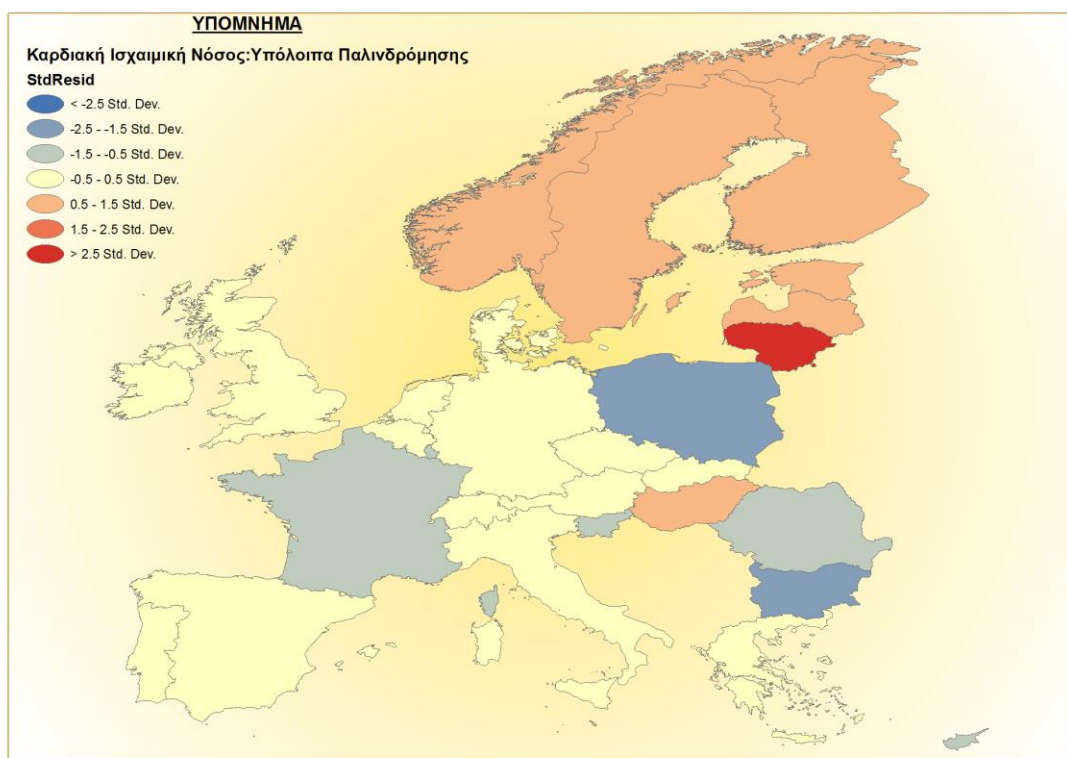 ΥΠΟΜΝΗΜΑ
Καρδιακή Ισχαιμική Νόσος:Υπόλοιπα Παλινδρόμησης
StdResid
< -2.5 Std. Dev.
-2.5 - -1.5 Std. Dev.
-1.5 - -0.5 Std. Dev.
-0.5 - 0.5 Std. Dev.
0.5 - 1.5 Std. Dev.
1.5 - 2.5 Std. Dev.
> 2.5 Std. Dev.